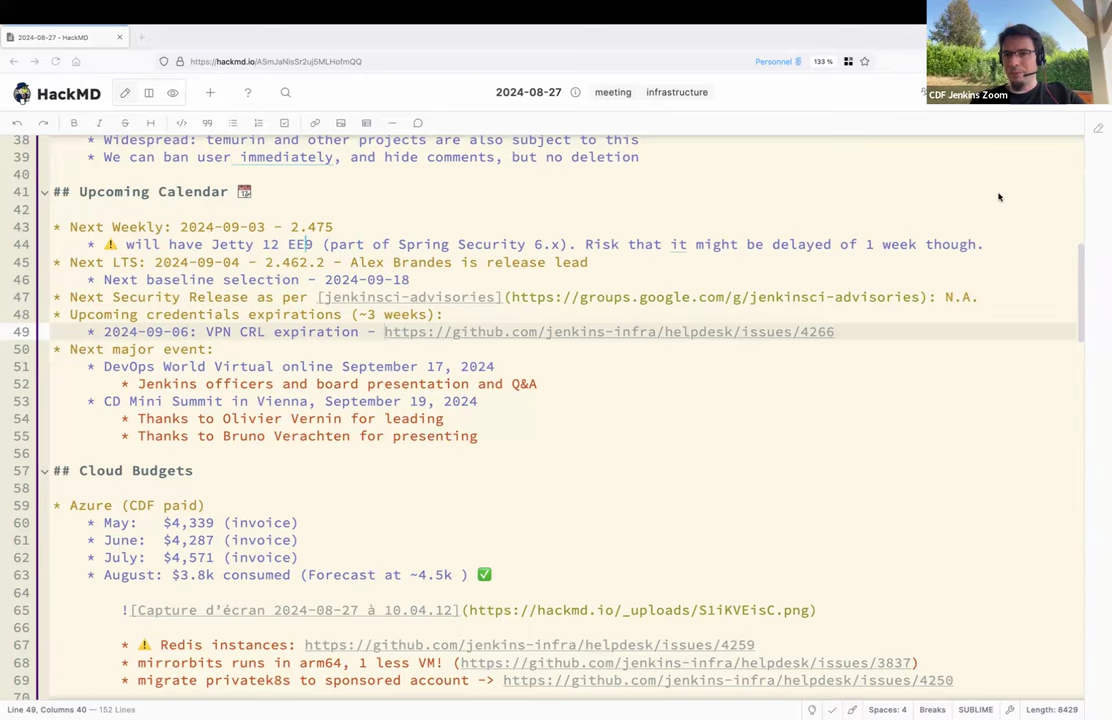 2024-08-27 - HackMD
https://hackmd.io/ASmJaNisSr2uj5MLHofmQQ
Personnel
133 %
CDF Jenkins Zoom
HackMD
2024-08-27
meeting
infrastructure
38 * Widespread: temurin and other projects are also subject to this
39 * We can ban user immediately, and hide comments, but no deletion
40
41 ## Upcoming Calendar 📆
42
43 * Next Weekly: 2024-09-03 - 2.475
44 * ⚠️ will have Jetty 12 EE9 (part of Spring Security 6.x). Risk that it might be delayed of 1 week though.
45 * Next LTS: 2024-09-04 - 2.462.2 - Alex Brandes is release lead
46 * Next baseline selection - 2024-09-18
47 * Next Security Release as per [jenkinsci-advisories](https://groups.google.com/g/jenkinsci-advisories): N.A.
48 * Upcoming credentials expirations (~3 weeks):
49 * 2024-09-06: VPN CRL expiration - https://github.com/jenkins-infra/helpdesk/issues/4266
50 * Next major event:
51 * DevOps World Virtual online September 17, 2024
52 * Jenkins officers and board presentation and Q&A
53 * CD Mini Summit in Vienna, September 19, 2024
54 * Thanks to Olivier Vernin for leading
55 * Thanks to Bruno Verachten for presenting
56
57 ## Cloud Budgets
58
59 * Azure (CDF paid)
60 * May: $4,339 (invoice)
61 * June: $4,287 (invoice)
62 * July: $4,571 (invoice)
63 * August: $3.8k consumed (Forecast at ~4.5k ) ✅
64
65 ![Capture d’écran 2024-08-27 à 10.04.12](https://hackmd.io/_uploads/S1iKVEisC.png)
66
67 * ⚠️ Redis instances: https://github.com/jenkins-infra/helpdesk/issues/4259
68 * mirrorbits runs in arm64, 1 less VM! (https://github.com/jenkins-infra/helpdesk/issues/3837)
69 * migrate privatek8s to sponsored account -> https://github.com/jenkins-infra/helpdesk/issues/4250
70
Line 49, Columns 40 — 152 Lines
Spaces: 4
Breaks
SUBLIME
Length: 8429